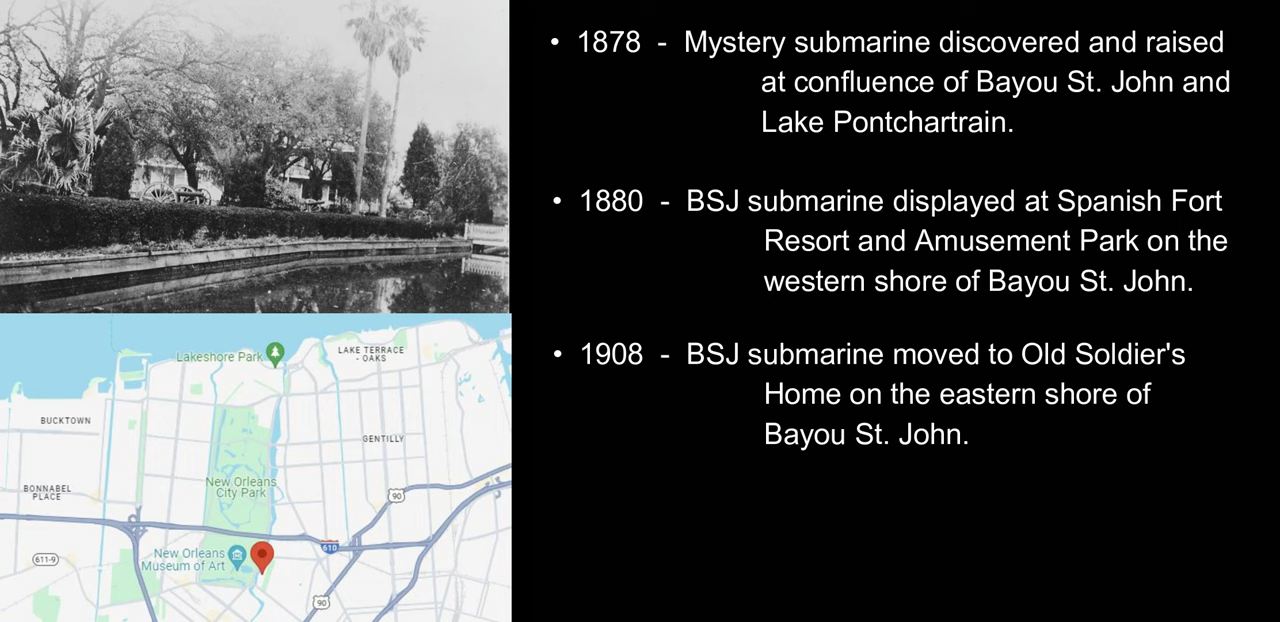 • 1878 - Mystery submarine discovered and raised
at confluence of Bayou St. John and
Lake Pontchartrain.
• 1880 - BSJ submarine displayed at Spanish Fort
Resort and Amusement Park on the
western shore of Bayou St. John.
• 1908 - BSJ submarine moved to Old Soldier's
Home on the eastern shore of
Bayou St. John.
Lakeshore Park
LAKE TERRACE
- OAKS
BUCKTOWN
GENTILLY
New Orleans
City Park
BONNABEL
PLACE
90
610
611-9
New Orleans
Museum of Art
90